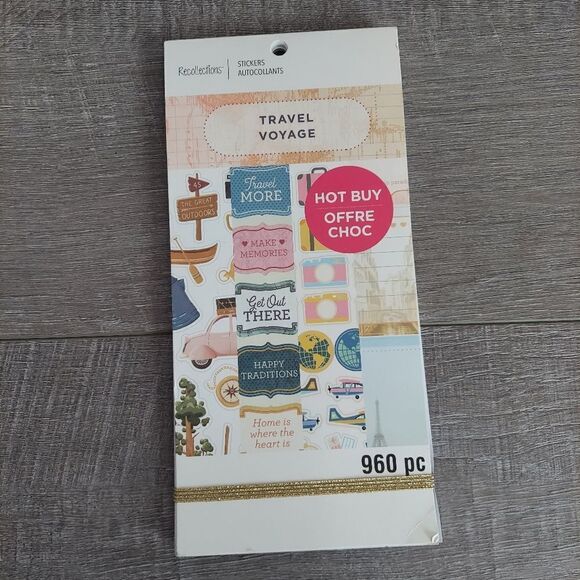 Recollections
STICKERS
AUTOCOLLANTS
TRAVEL
VOYAGE
HOT BUY
OFFRE
CHOC
45
THE GREAT
OUTDOORS
Travel
MORE
MAKE
MEMORIES
Get Out
THERE
HAPPY
TRADITIONS
Home is
where the
heart is
960 pc